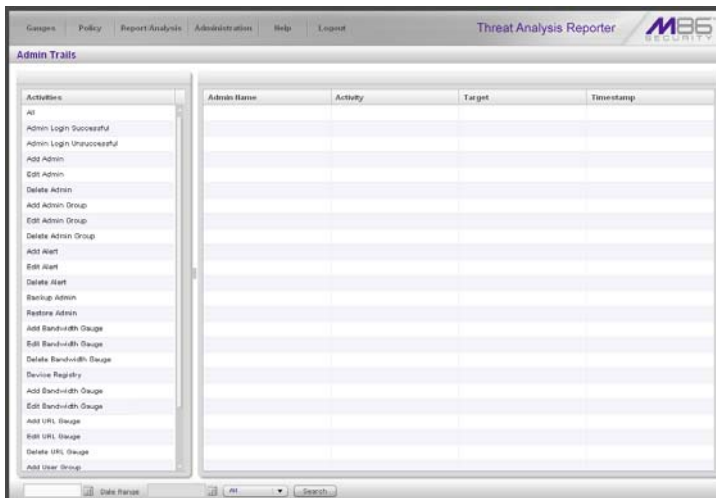 Gauges Policy Report/Analysis Administration Help Logout
Threat Analysis Reporter
M86 SECURITY
Admin Trails
Activities
Admin Name Activity Target Timestamp
All
Admin Login Successful
Admin Login Unsuccessful
Add Admin
Edit Admin
Delete Admin
Add Admin Group
Edit Admin Group
Delete Admin Group
Add Alert
Edit Alert
Delete Alert
Backup Admin
Restore Admin
Add Bandwidth Gauge
Edit Bandwidth Gauge
Delete Bandwidth Gauge
Device Registry
Add Bandwidth Gauge
Edit Bandwidth Gauge
Add URL Gauge
Edit URL Gauge
Delete URL Gauge
Add User Group
Date Range All Search